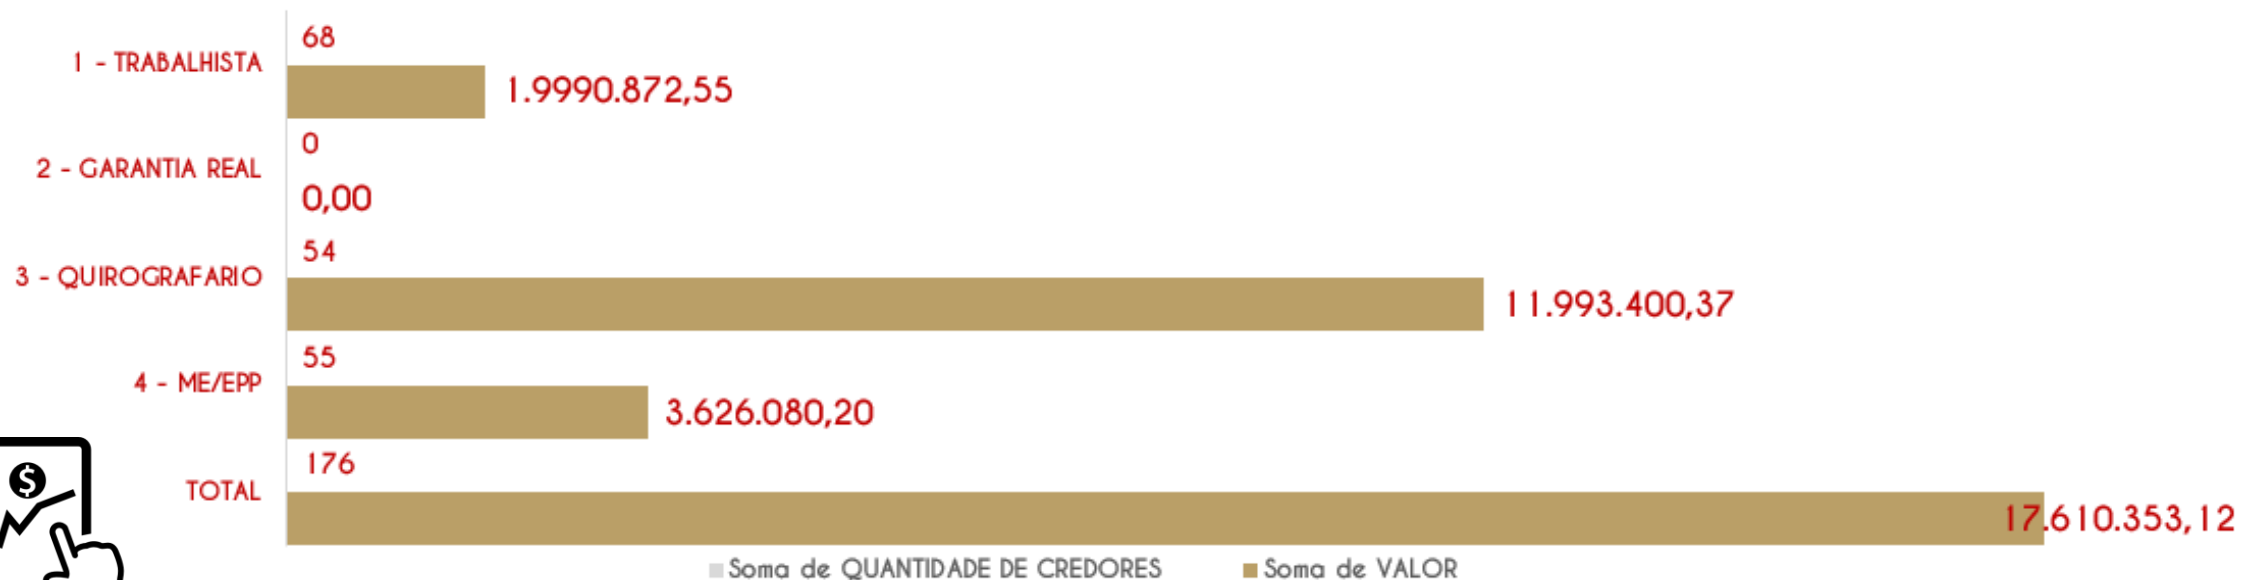 68
1 - TRABALHISTA
1.9990.872,55
0
2 - GARANTIA REAL
0,00
54
3 - QUIROGRAFARIO
11.993.400,37
55
4 - ME/EPP
3.626.080,20
176
TOTAL
17.610.353,12
$
Soma de QUANTIDADE DE CREDORES
Soma de VALOR